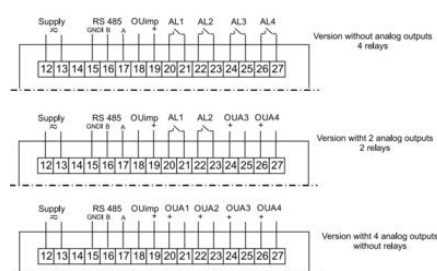 Supply RS 485 OUimp AL1 AL2 AL3 AL4
GNDI B A +
Version without analog outputs
4 relays
12 13 14 15 16 17 18 19 20 21 22 23 24 25 26 27
Supply RS 485 OUimp AL1 AL2 OUA3 OUA4
GNDI B A + + +
Version witht 2 analog outputs
2 relays
12 13 14 15 16 17 18 19 20 21 22 23 24 25 26 27
Supply RS 485 OUimp OUA1 OUA2 OUA3 OUA4
GNDI B A + + + + +
Version witht 4 analog outputs
without relays
12 13 14 15 16 17 18 19 20 21 22 23 24 25 26 27